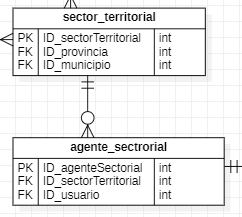 sector_territorial
PK ID_sectorTerritorial int
FK ID_provincia int
FK ID_municipio int
agente_sectrorial
PK ID_agenteSectorial int
FK ID_sectorTerritorial int
FK ID_usuario int